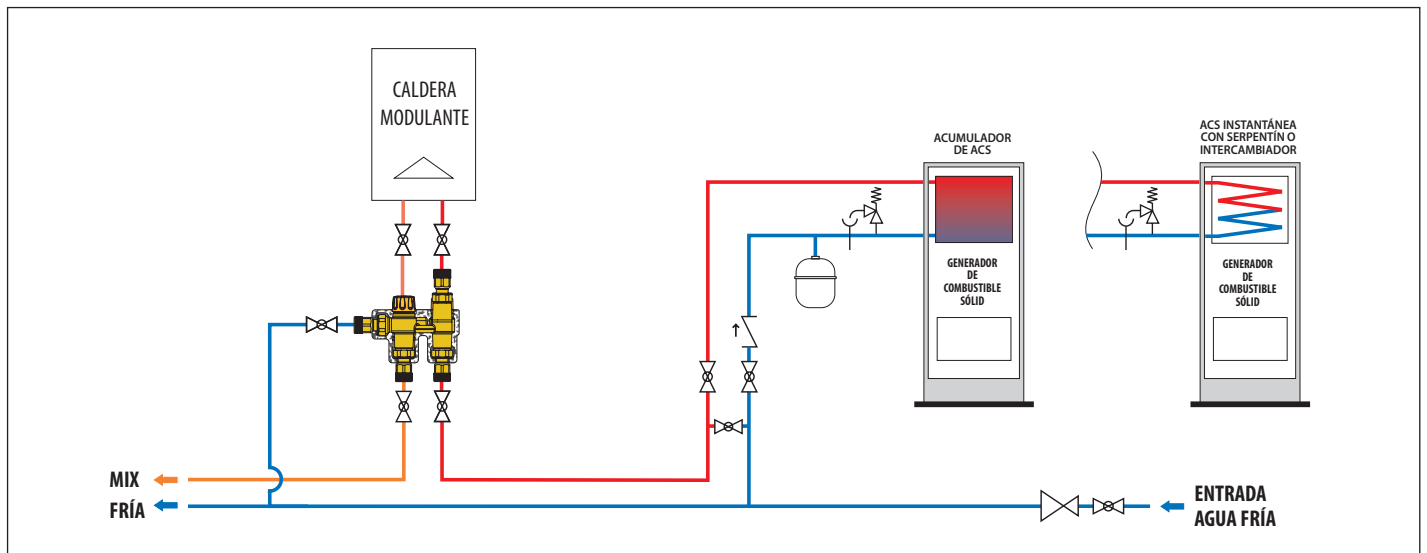 CALDERA
MODULANTE
ACUMULADOR
DE ACS
ACS INSTANTÁNEA
CON SERPENTÍN O
INTERCAMBIADOR
GENERADOR
DE
COMBUSTIBLE
SÓLID
GENERADOR
DE
COMBUSTIBLE
SÓLID
MIX
FRÍA
ENTRADA
AGUA FRÍA